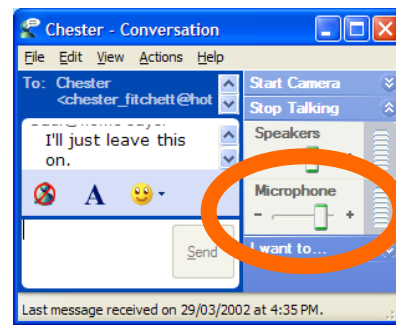 Chester - Conversation
File Edit View Actions Help
To: Chester
<chester_fitchett@hot
Start Camera
Stop Talking
Speakers
I'll just leave this
on.
Microphone
- +
A
Send
I want to...
Last message received on 29/03/2002 at 4:35 PM.